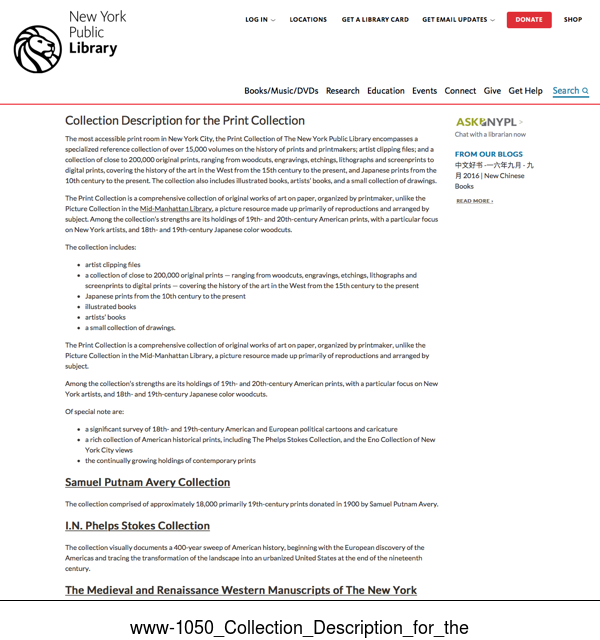 New York
Public
Library
LOG IN
LOCATIONS
GET A LIBRARY CARD
GET EMAIL UPDATES
DONATE
SHOP
Books/Music/DVDs Research Education Events Connect Give Get Help Search
Collection Description for the Print Collection
The most accessible print room in New York City, the Print Collection of The New York Public Library encompasses a
specialized reference collection of over 15,000 volumes on the history of prints and printmakers; artist clipping files; and a
collection of close to 200,000 original prints, ranging from woodcuts, engravings, etchings, lithographs and screenprints to
digital prints, covering the history of the art in the West from the 15th century to the present, and Japanese prints from the
10th century to the present. The collection also includes illustrated books, artists' books, and a small collection of drawings.
The Print Collection is a comprehensive collection of original works of art on paper, organized by printmaker, unlike the
Picture Collection in the Mid-Manhattan Library, a picture resource made up primarily of reproductions and arranged by
subject. Among the collection's strengths are its holdings of 19th- and 20th-century American prints, with a particular focus
on New York artists, and 18th- and 19th-century Japanese color woodcuts.
The collection includes:
• artist clipping files
• a collection of close to 200,000 original prints — ranging from woodcuts, engravings, etchings, lithographs and
screenprints to digital prints — covering the history of the art in the West from the 15th century to the present
• Japanese prints from the 10th century to the present
• illustrated books
• artists' books
• a small collection of drawings.
The Print Collection is a comprehensive collection of original works of art on paper, organized by printmaker, unlike the
Picture Collection in the Mid-Manhattan Library, a picture resource made up primarily of reproductions and arranged by
subject.
Among the collection's strengths are its holdings of 19th- and 20th-century American prints, with a particular focus on New
York artists, and 18th- and 19th-century Japanese color woodcuts.
Of special note are:
• a significant survey of 18th- and 19th-century American and European political cartoons and caricature
• a rich collection of American historical prints, including The Phelps Stokes Collection, and the Eno Collection of New
York City views
• the continually growing holdings of contemporary prints
Samuel Putnam Avery Collection
The collection comprised of approximately 18,000 primarily 19th-century prints donated in 1900 by Samuel Putnam Avery.
I.N. Phelps Stokes Collection
The collection visually documents a 400-year sweep of American history, beginning with the European discovery of the
Americas and tracing the transformation of the landscape into an urbanized United States at the end of the nineteenth
century.
The Medieval and Renaissance Western Manuscripts of The New York
ASK NYPL >
Chat with a librarian now
FROM OUR BLOGS
中文好书 -一六年九月 - 九
月 2016 | New Chinese
Books
READ MORE ›
www-1050_Collection_Description_for_the